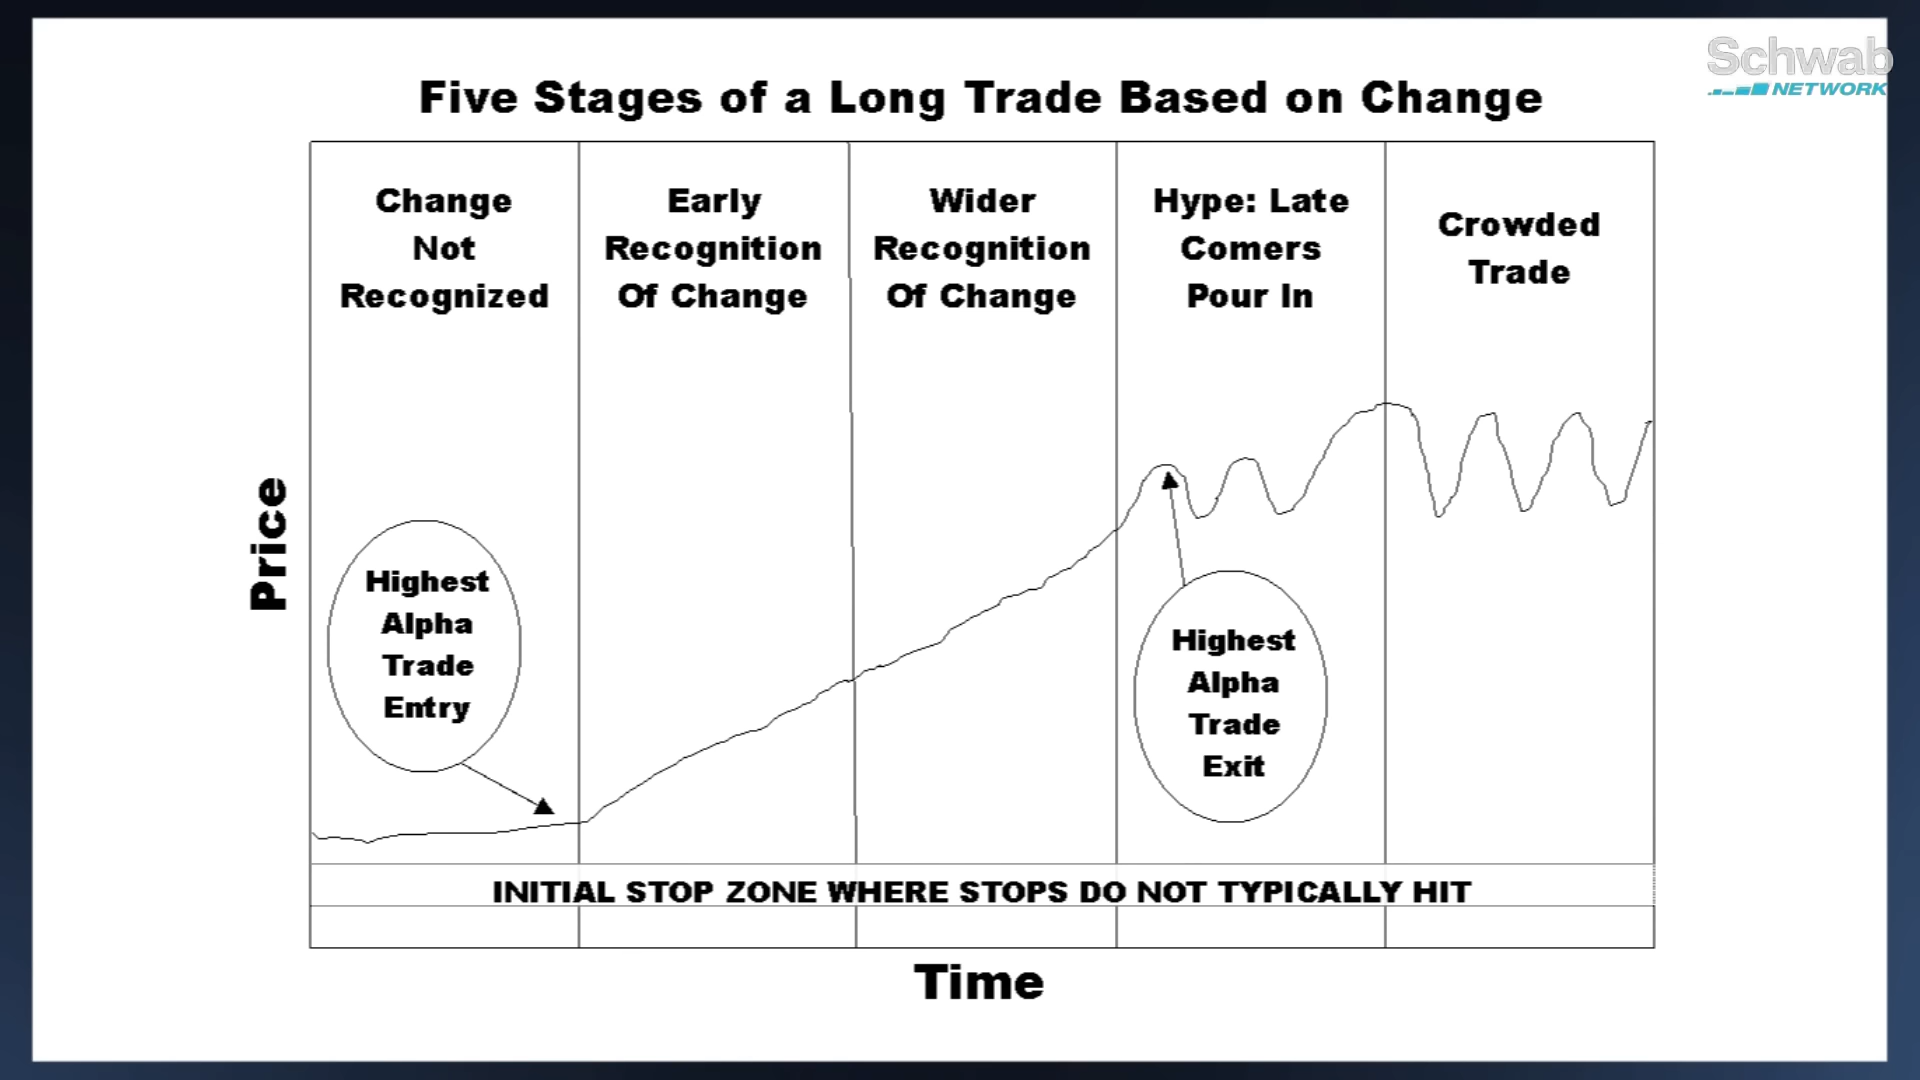 Schwab
NETWORK
Five Stages of a Long Trade Based on Change
Change
Not
Recognized
Early
Recognition
Of Change
Wider
Recognition
Of Change
Hype: Late
Comers
Pour In
Crowded
Trade
Price
Highest
Alpha
Trade
Entry
Highest
Alpha
Trade
Exit
INITIAL STOP ZONE WHERE STOPS DO NOT TYPICALLY HIT
Time